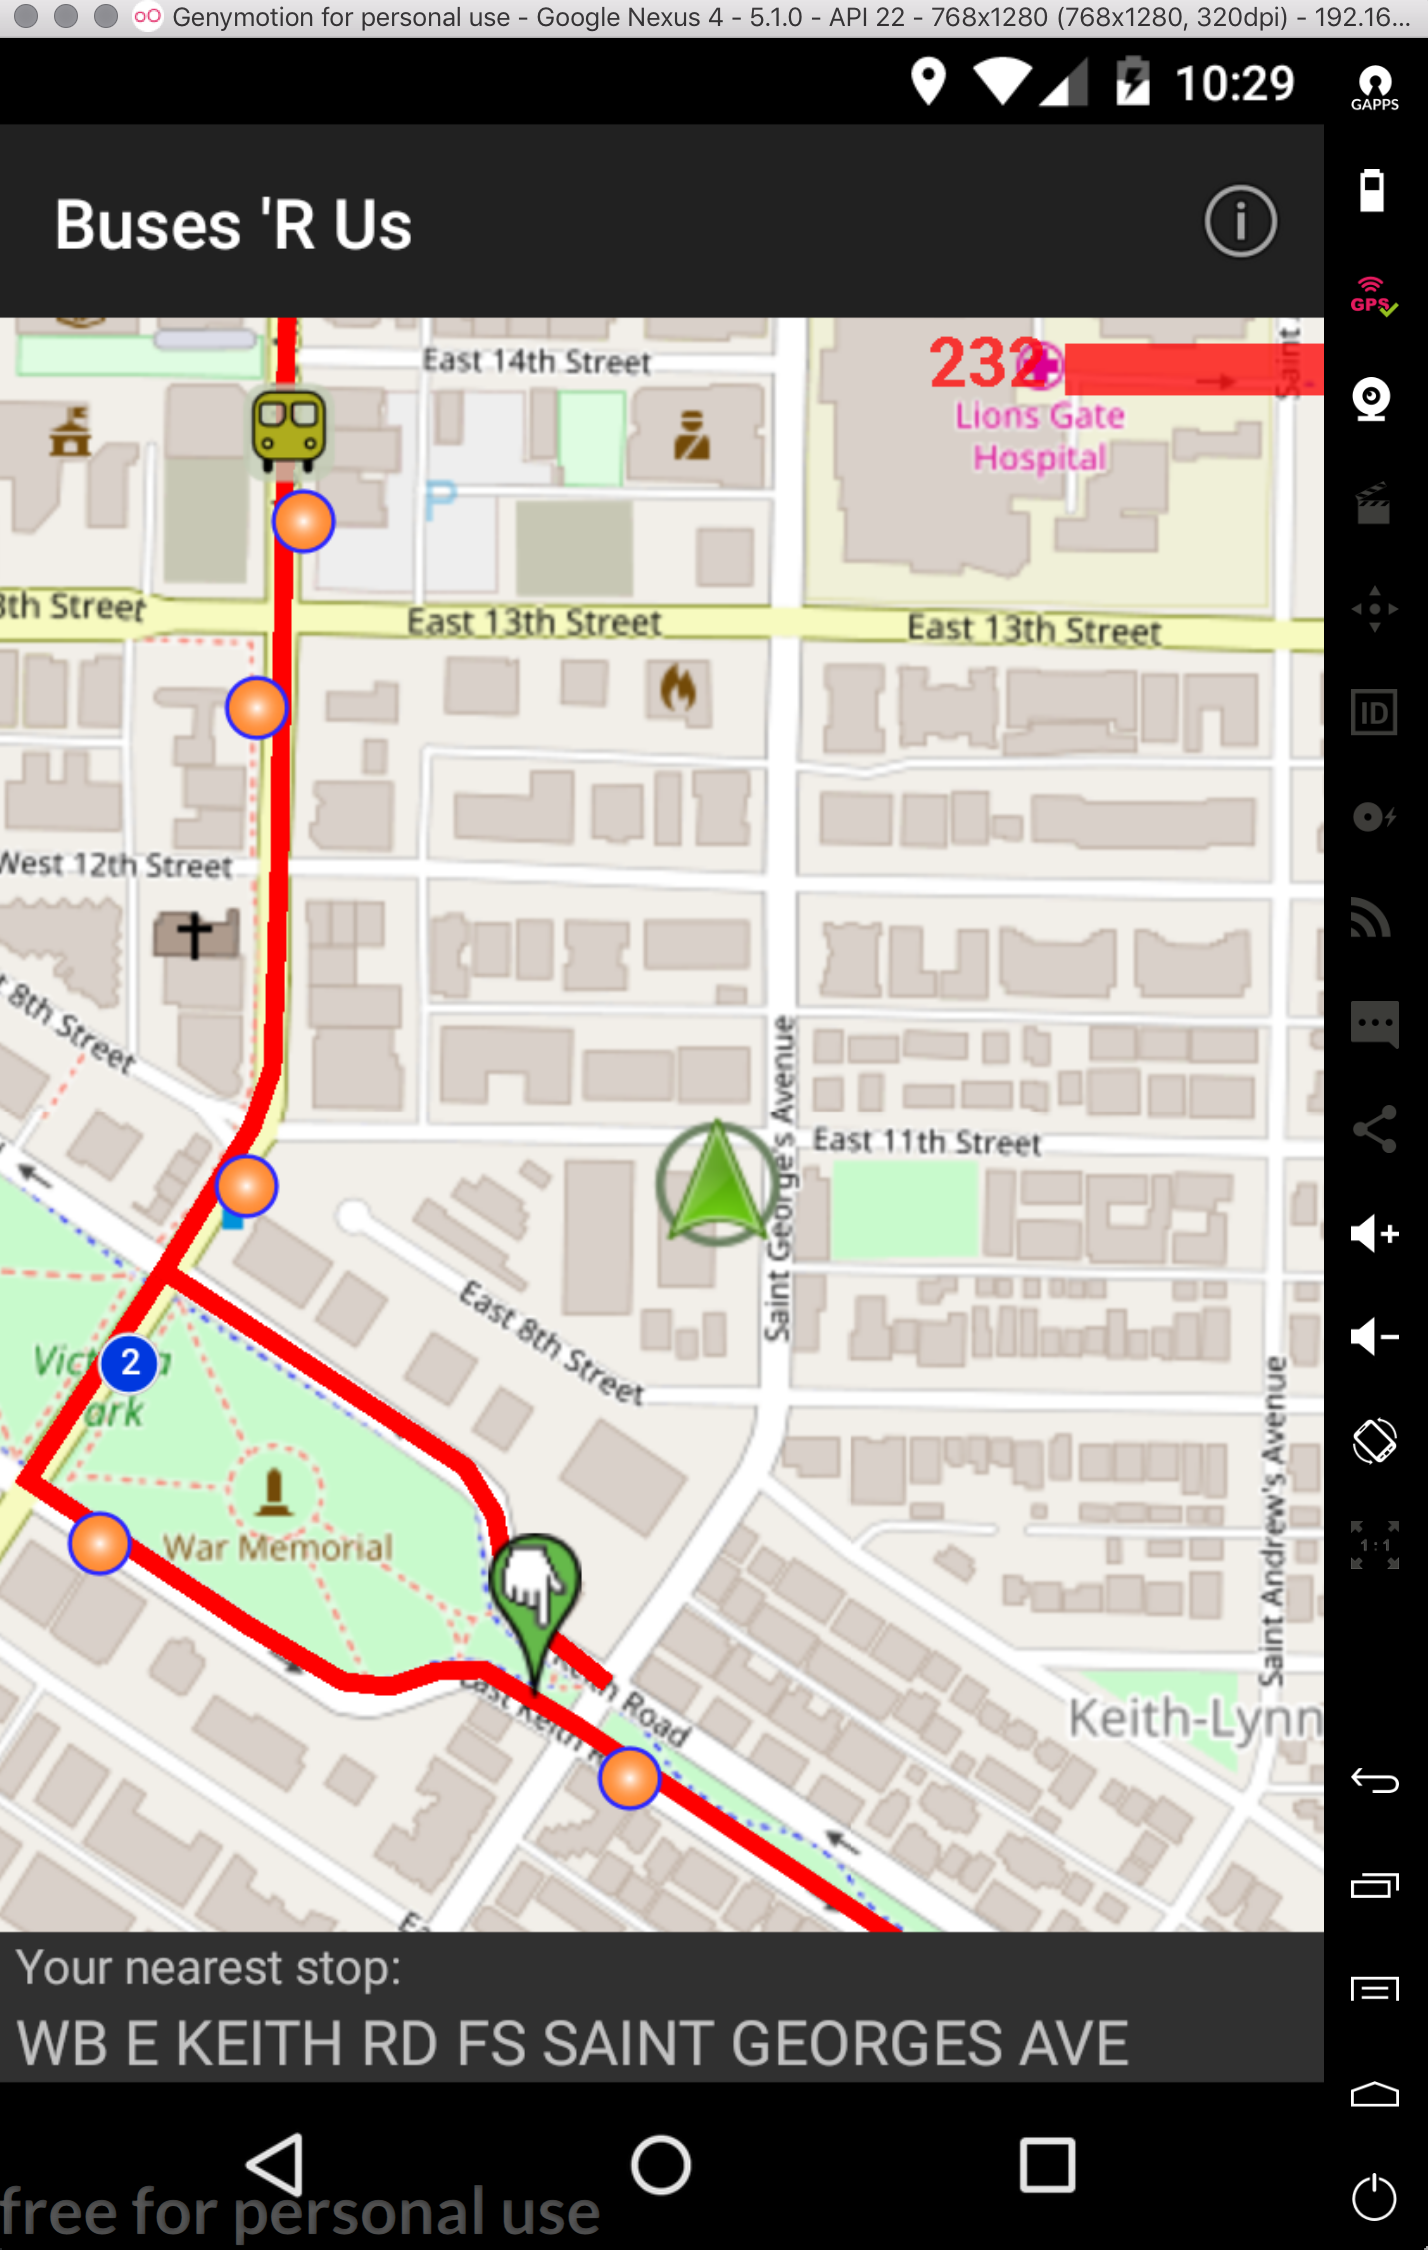 Genymotion for personal use - Google Nexus 4 - 5.1.0 - API 22 - 768x1280 (768x1280, 320dpi) - 192.16...
10:29
GAPPS
Buses 'R Us
GPS
East 14th Street
232
Saint
Lions Gate
Hospital
P
ID
3th Street
East 13th Street
East 13th Street
West 12th Street
t 8th Street
Saint George's Avenue
East 11th Street
East 8th Street
2
Park
War Memorial
Saint Andrew's Avenue
1:1
Road
East Keith R
Keith-Lynn
Ea
Your nearest stop:
WB E KEITH RD FS SAINT GEORGES AVE
free for personal use